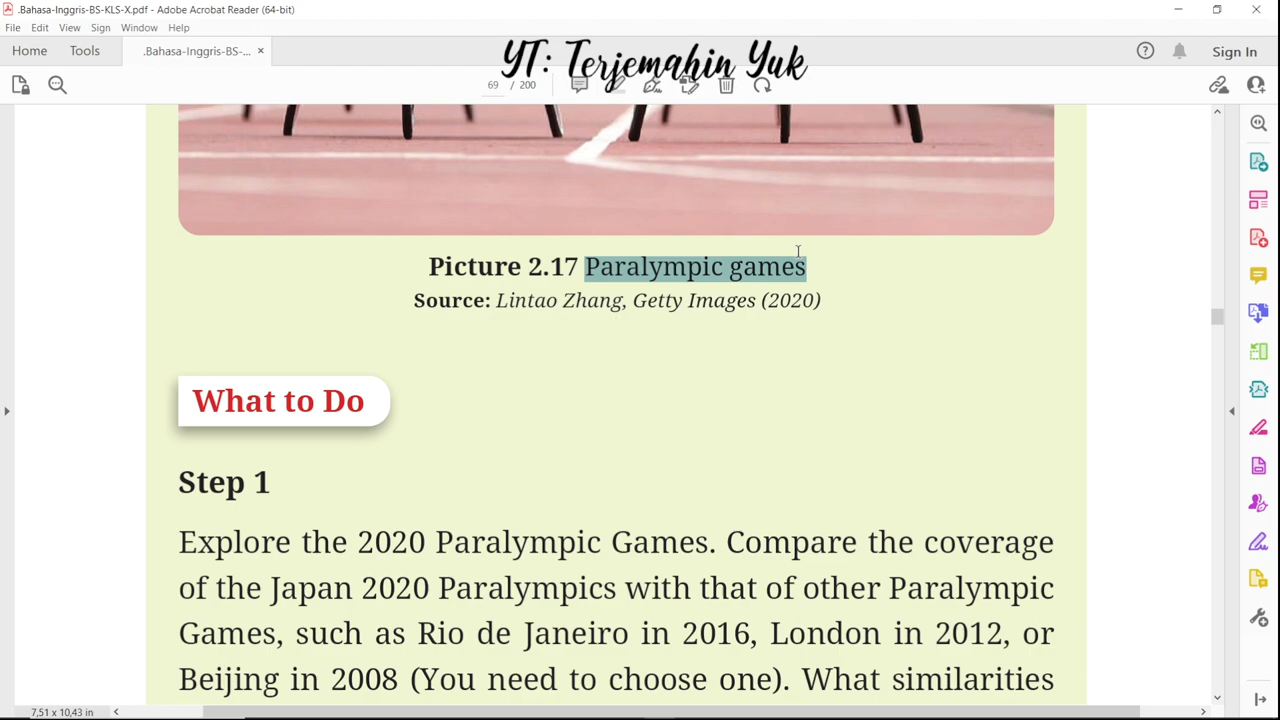 .Bahasa-Inggris-BS-KLS-X.pdf - Adobe Acrobat Reader (64-bit)
File Edit View Sign Window Help
Home Tools .Bahasa-Inggris-BS-... × Sign In
YT: Terjemahin Yuk
69 / 200
Picture 2.17 Paralympic games
Source: Lintao Zhang, Getty Images (2020)
What to Do
Step 1
Explore the 2020 Paralympic Games. Compare the coverage
of the Japan 2020 Paralympics with that of other Paralympic
Games, such as Rio de Janeiro in 2016, London in 2012, or
Beijing in 2008 (You need to choose one). What similarities
7,51 x 10,43 in